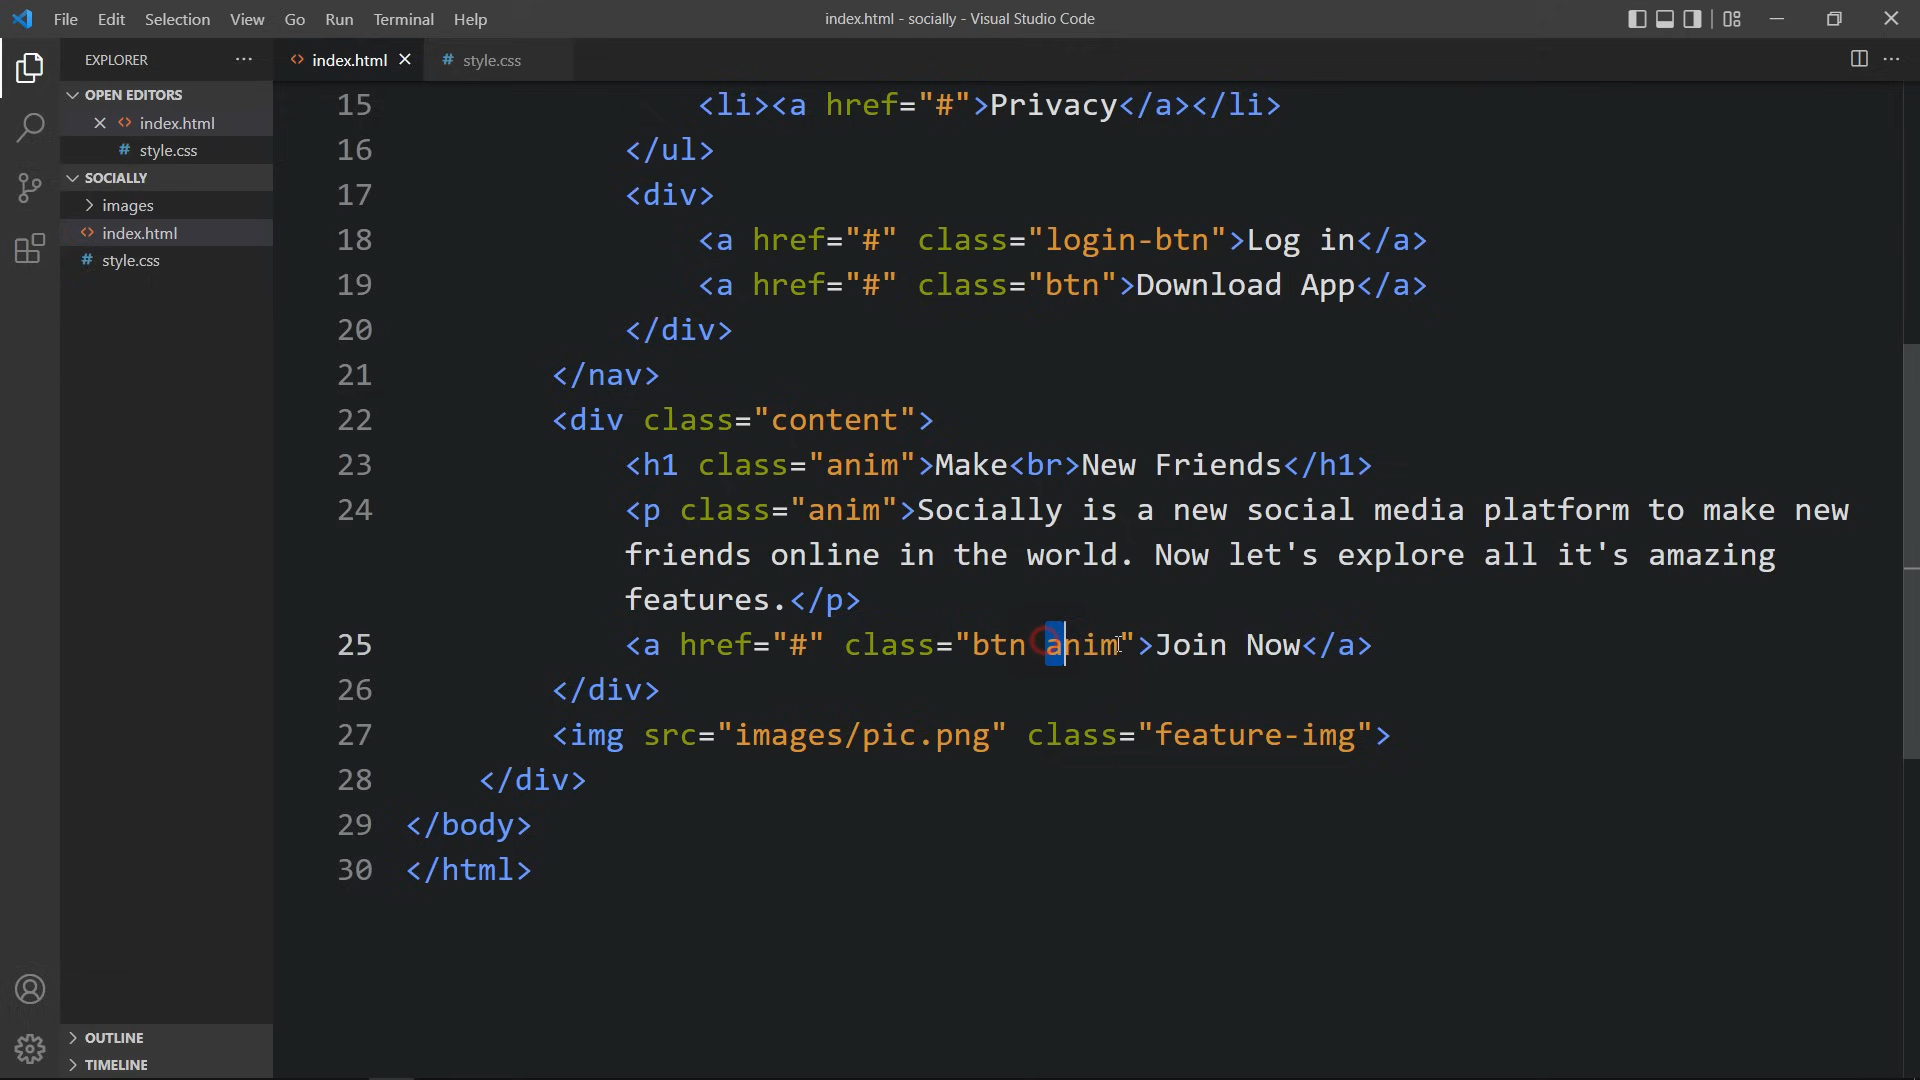 File Edit Selection View Go Run Terminal Help
index.html - socially - Visual Studio Code
EXPLORER
index.html
# style.css
OPEN EDITORS
index.html
# style.css
SOCIALLY
images
index.html
# style.css
OUTLINE
TIMELINE
15 <li><a href="#">Privacy</a></li>
16 </ul>
17 <div>
18 <a href="#" class="login-btn">Log in</a>
19 <a href="#" class="btn">Download App</a>
20 </div>
21 </nav>
22 <div class="content">
23 <h1 class="anim">Make<br>New Friends</h1>
24 <p class="anim">Socially is a new social media platform to make new
friends online in the world. Now let's explore all it's amazing
features.</p>
25 <a href="#" class="btn anim">Join Now</a>
26 </div>
27 <img src="images/pic.png" class="feature-img">
28 </div>
29 </body>
30 </html>